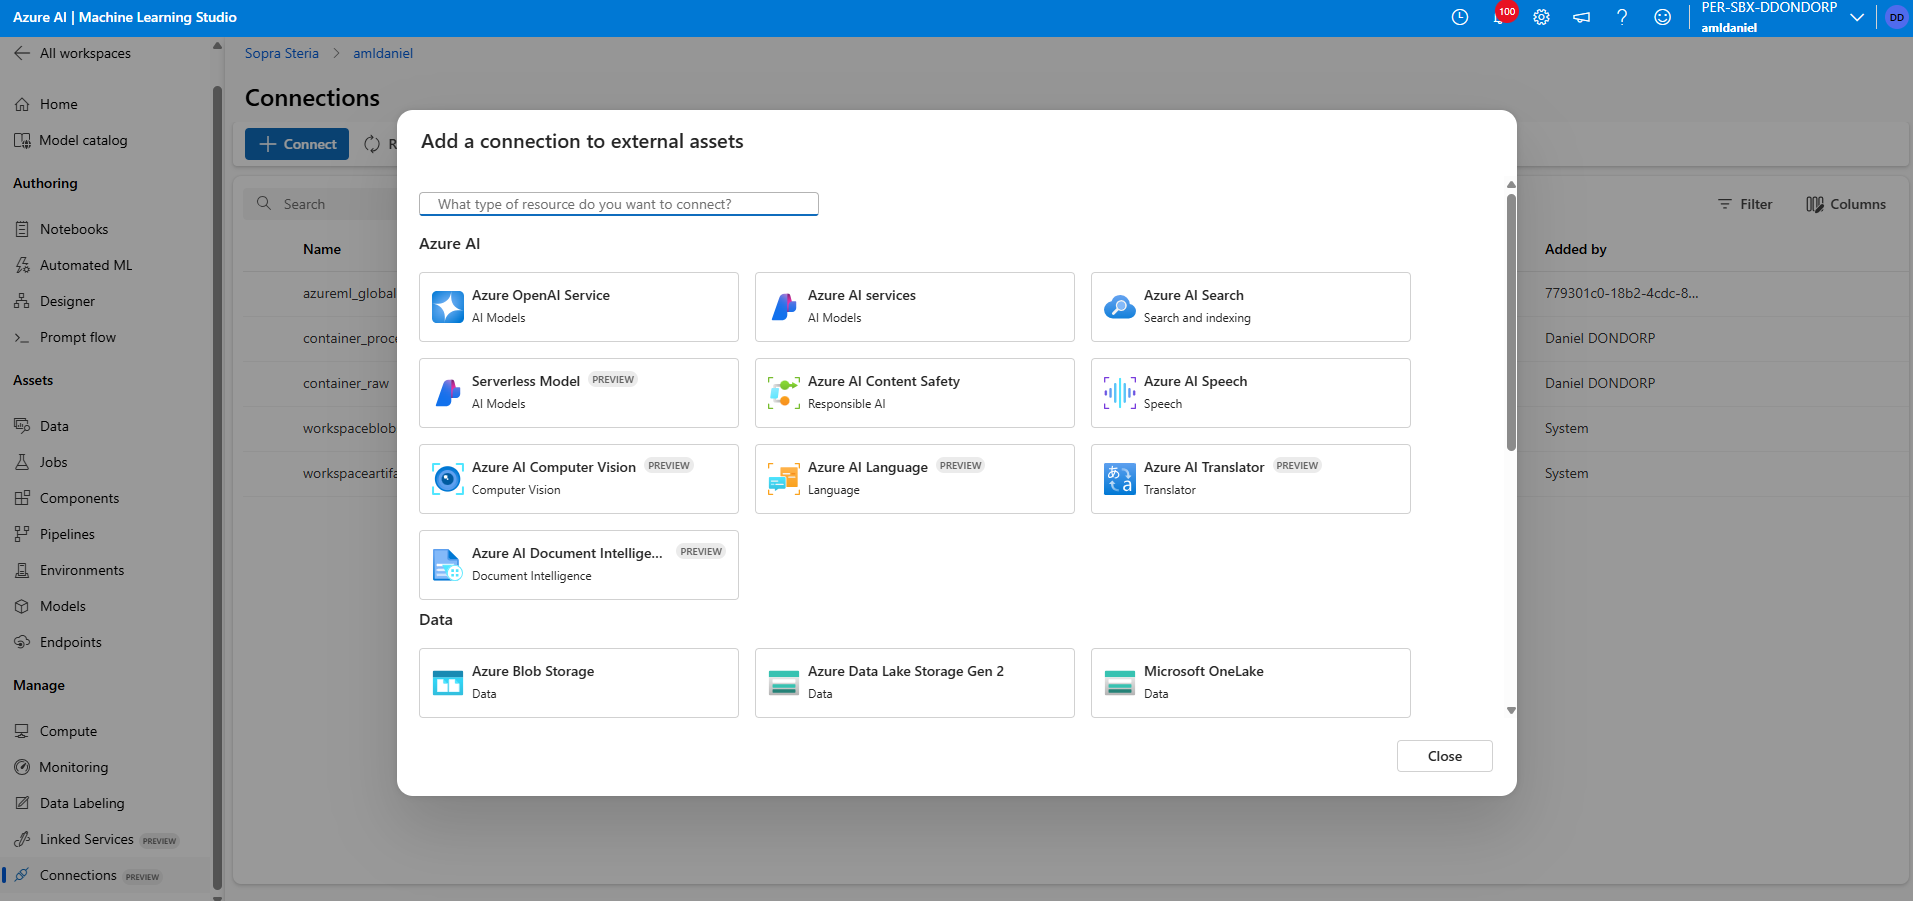 Azure AI | Machine Learning Studio
100
PER-SBX-DDONDORP
amldaniel
DD
All workspaces
Home
Model catalog
Authoring
Notebooks
Automated ML
Designer
Prompt flow
Assets
Data
Jobs
Components
Pipelines
Environments
Models
Endpoints
Manage
Compute
Monitoring
Data Labeling
Linked Services PREVIEW
Connections PREVIEW
Sopra Steria > amldaniel
Connections
Connect
R
Search
Filter
Columns
Name
Added by
azureml_global
779301c0-18b2-4cdc-8...
container_proce
Daniel DONDORP
container_raw
Daniel DONDORP
workspaceblob
System
workspaceartifa
System
Add a connection to external assets
What type of resource do you want to connect?
Azure AI
Azure OpenAI Service
AI Models
Azure AI services
AI Models
Azure AI Search
Search and indexing
Serverless Model PREVIEW
AI Models
Azure AI Content Safety
Responsible AI
Azure AI Speech
Speech
Azure AI Computer Vision PREVIEW
Computer Vision
Azure AI Language PREVIEW
Language
Azure AI Translator PREVIEW
Translator
Azure AI Document Intellige... PREVIEW
Document Intelligence
Data
Azure Blob Storage
Data
Azure Data Lake Storage Gen 2
Data
Microsoft OneLake
Data
Close